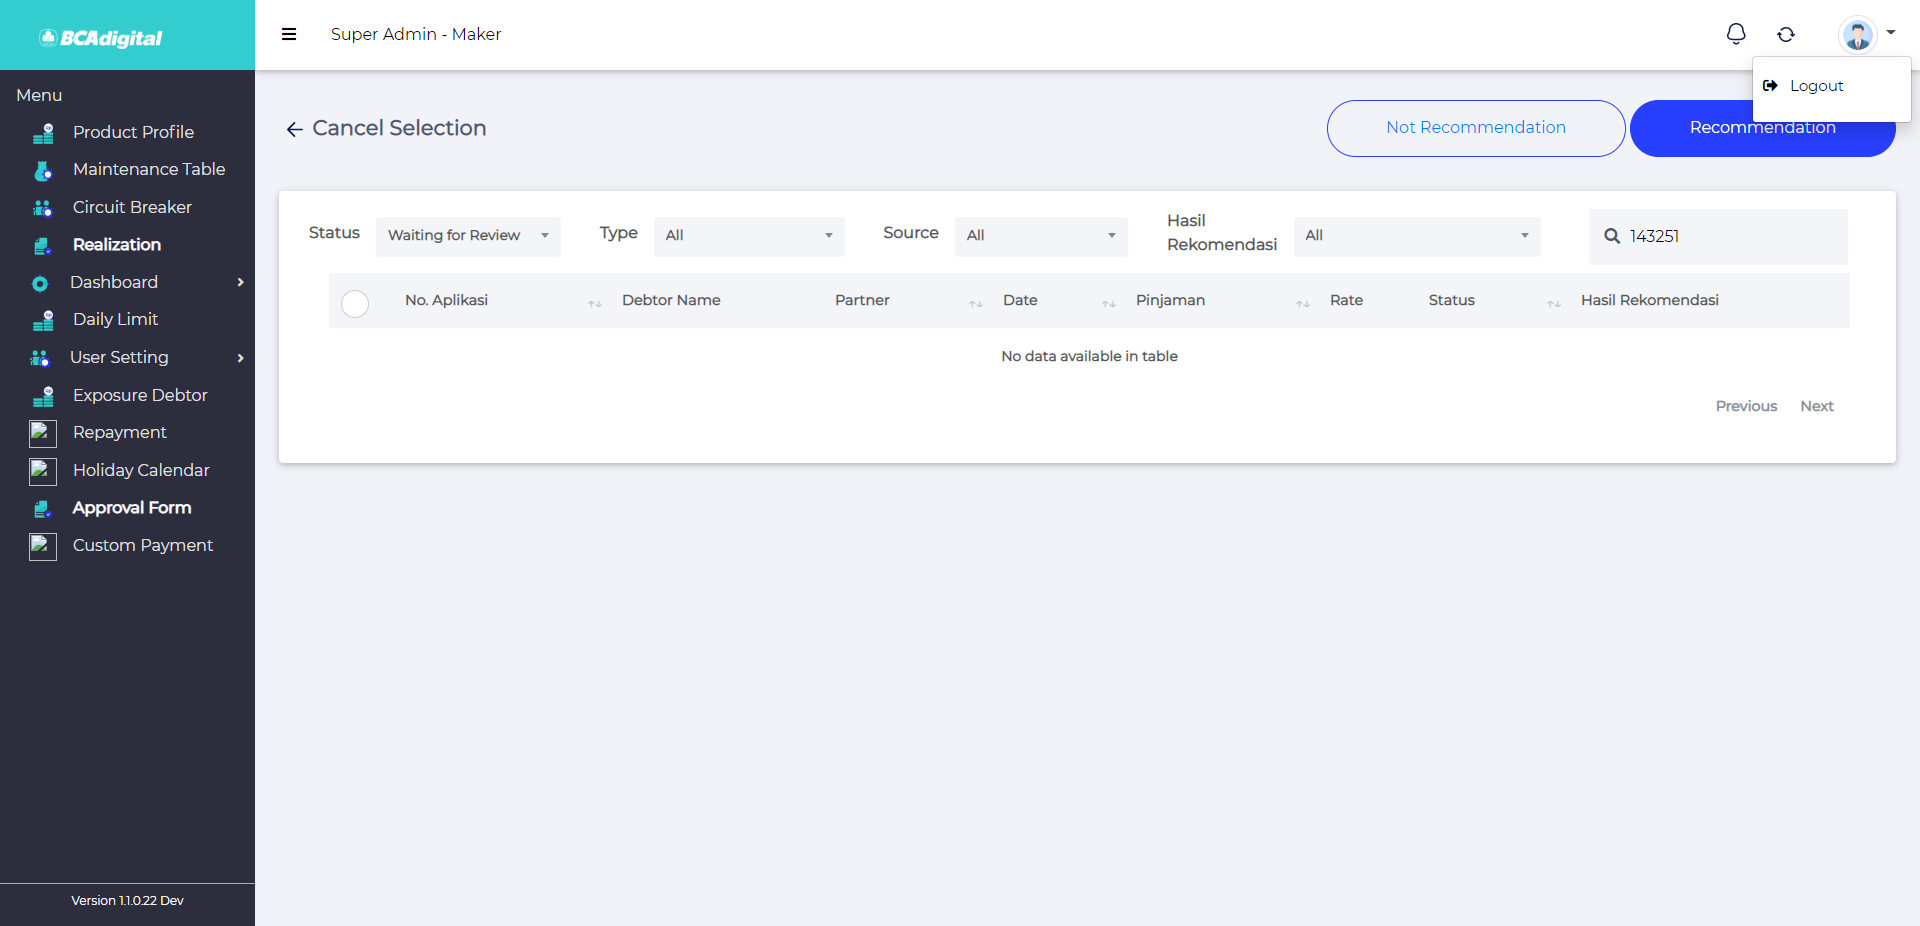 BCAdigital
Super Admin - Maker
Logout
Menu
Product Profile
Maintenance Table
Circuit Breaker
Realization
Dashboard
Daily Limit
User Setting
Exposure Debtor
Repayment
Holiday Calendar
Approval Form
Custom Payment
Version 1.1.0.22 Dev
Cancel Selection
Not Recommendation
Recommendation
Status
Waiting for Review
Type
All
Source
All
Hasil
Rekomendasi
All
143251
No. Aplikasi
Debtor Name
Partner
Date
Pinjaman
Rate
Status
Hasil Rekomendasi
No data available in table
Previous
Next